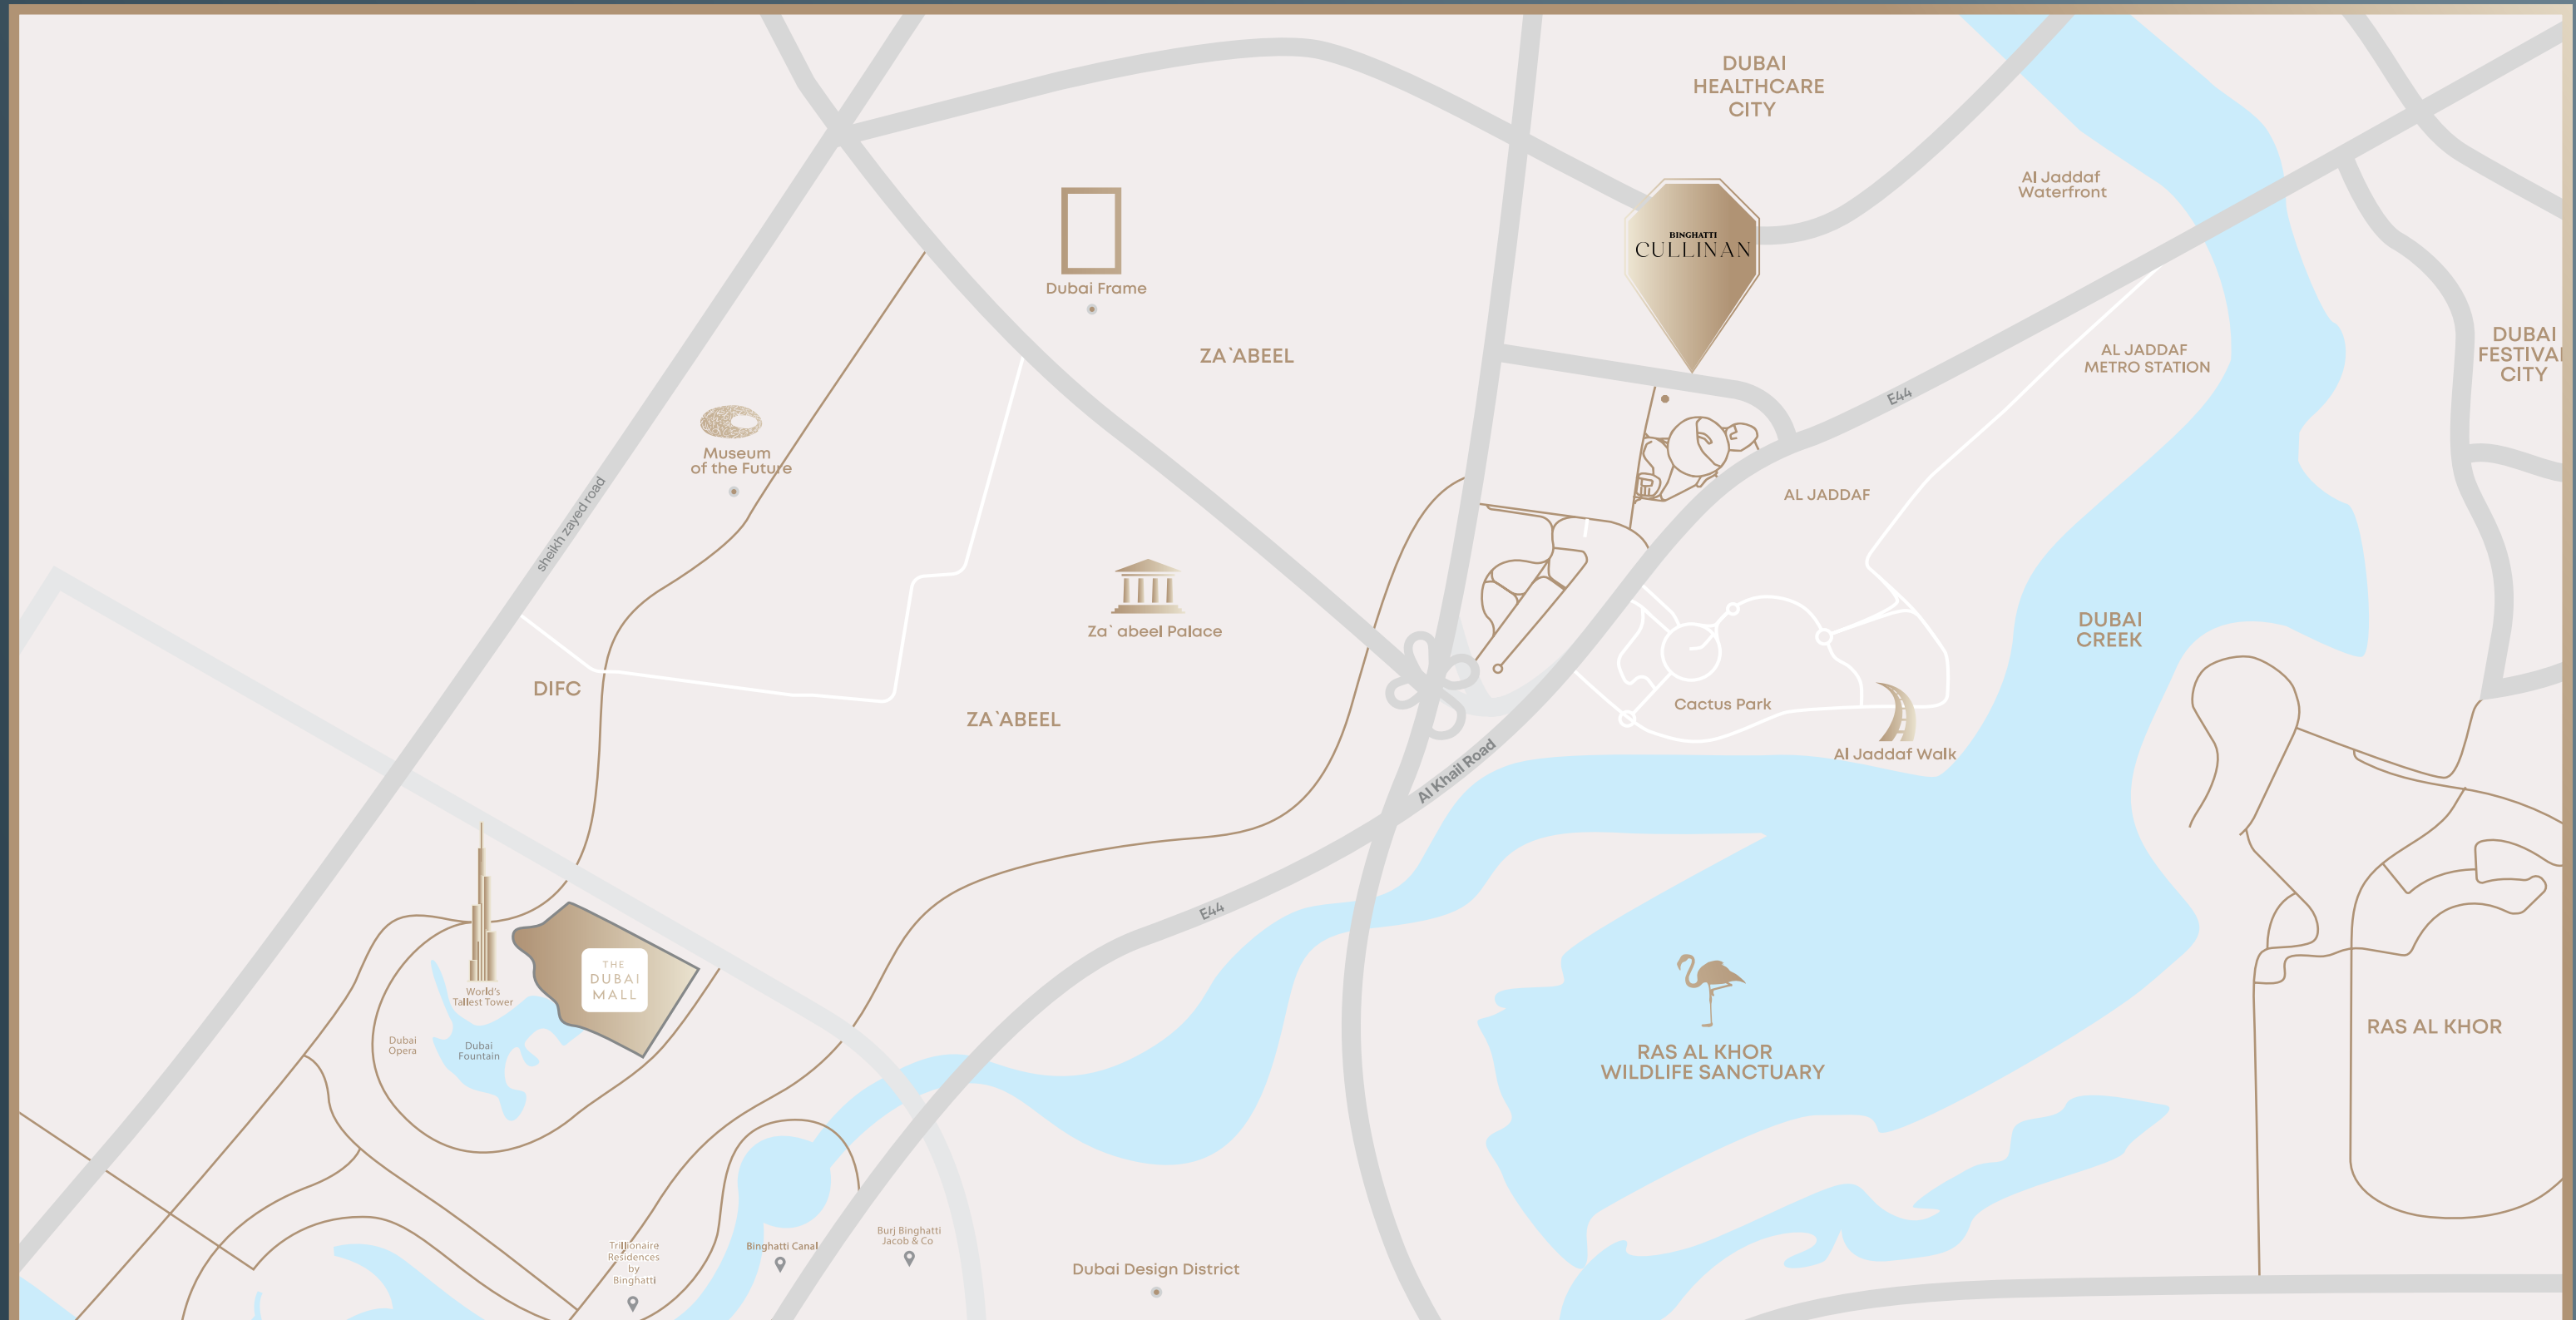 DUBAI
HEALTHCARE
CITY
Al Jaddaf
Waterfront
BINGHATTI
CULLINAN
Dubai Frame
ZA`ABEEL
DUBAI
FESTIVAL
CITY
AL JADDAF
METRO STATION
E44
Museum
of the Future
sheikh zayed road
AL JADDAF
Za` abeel Palace
DUBAI
CREEK
DIFC
ZA`ABEEL
Cactus Park
Al Jaddaf Walk
Al Khail Road
E44
THE
DUBAI
MALL
World's
Tallest Tower
Dubai
Opera
Dubai
Fountain
RAS AL KHOR
WILDLIFE SANCTUARY
RAS AL KHOR
Trillionaire
Residences
by
Binghatti
Binghatti Canal
Burj Binghatti
Jacob & Co
Dubai Design District